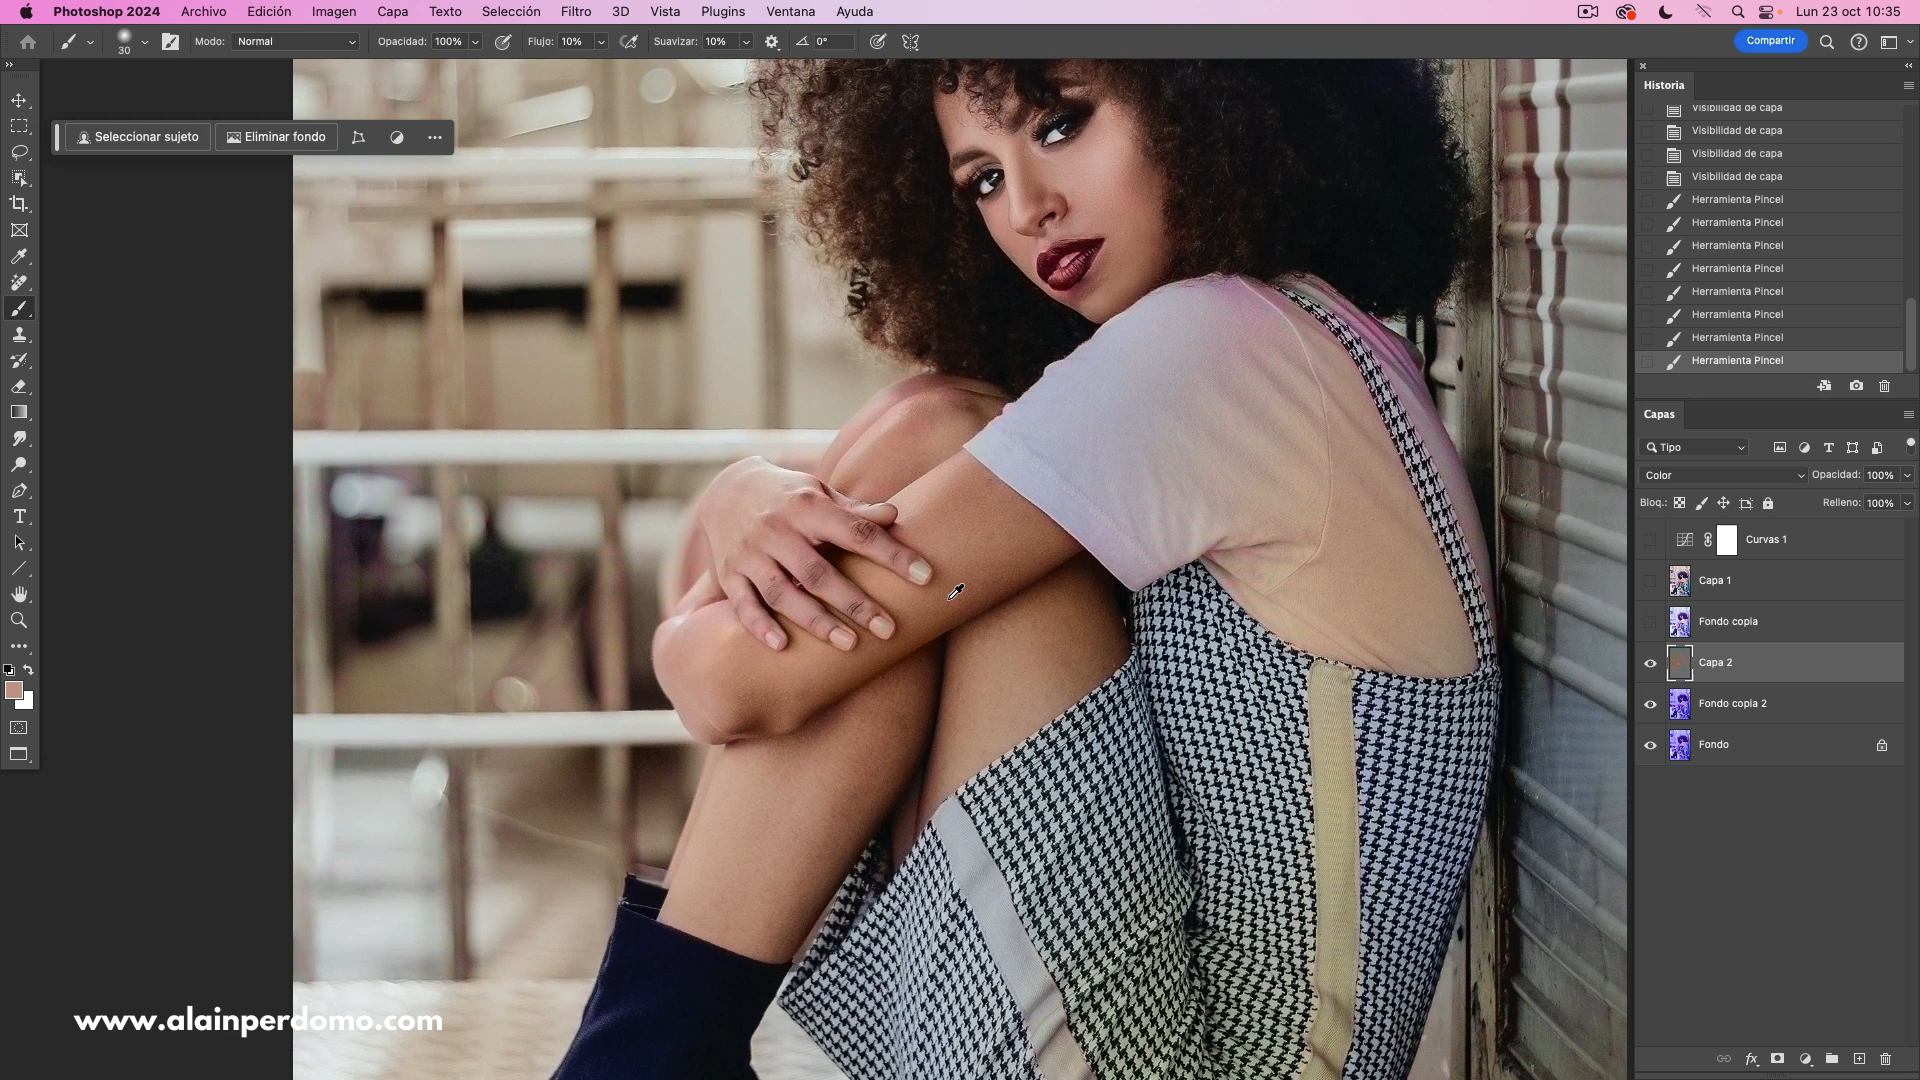 Photoshop 2024 Archivo Edición Imagen Capa Texto Selección Filtro 3D Vista Plugins Ventana Ayuda Lun 23 oct 10:35
30 Modo: Normal Opacidad: 100% Flujo: 10% Suavizar: 10% 0° Compartir
Seleccionar sujeto Eliminar fondo
Historia
Visibilidad de capa
Visibilidad de capa
Visibilidad de capa
Visibilidad de capa
Herramienta Pincel
Herramienta Pincel
Herramienta Pincel
Herramienta Pincel
Herramienta Pincel
Herramienta Pincel
Herramienta Pincel
Herramienta Pincel
Capas
Tipo
Color Opacidad: 100%
Bloq.: Relleno: 100%
Curvas 1
Capa 1
Fondo copia
Capa 2
Fondo copia 2
Fondo
www.alainperdomo.com